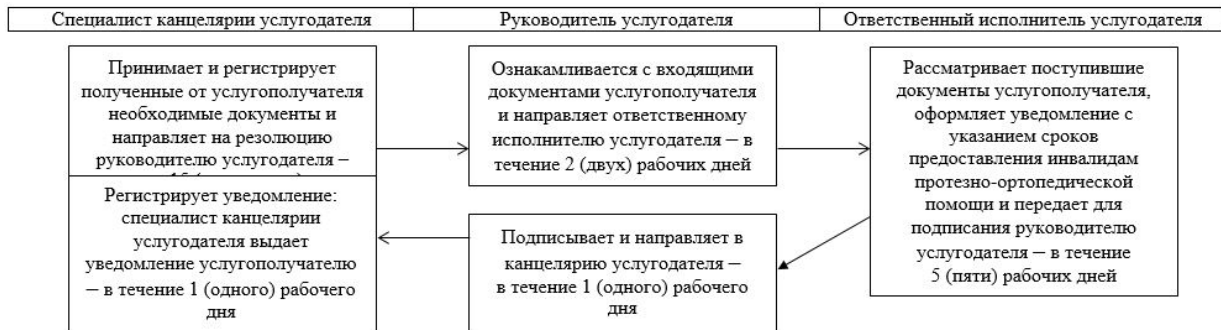 Специалист канцелярии услугодателя
Руководитель услугодателя
Ответственный исполнитель услугодателя
Принимает и регистрирует
полученные от услугополучателя
необходимые документы и
направляет на резолюцию
руководителю услугодателя –
Ознакамливается с входящими
документами услугополучателя
и направляет ответственному
исполнителю услугодателя – в
течение 2 (двух) рабочих дней
Рассматривает поступившие
документы услугополучателя,
оформляет уведомление с
указанием сроков
предоставления инвалидам
протезно-ортопедической
помощи и передает для
подписания руководителю
услугодателя – в течение
5 (пяти) рабочих дней
Подписывает и направляет в
канцелярию услугодателя –
в течение 1 (одного) рабочего
дня
Регистрирует уведомление:
специалист канцелярии
услугодателя выдает
уведомление услугополучателю
– в течение 1 (одного) рабочего
дня